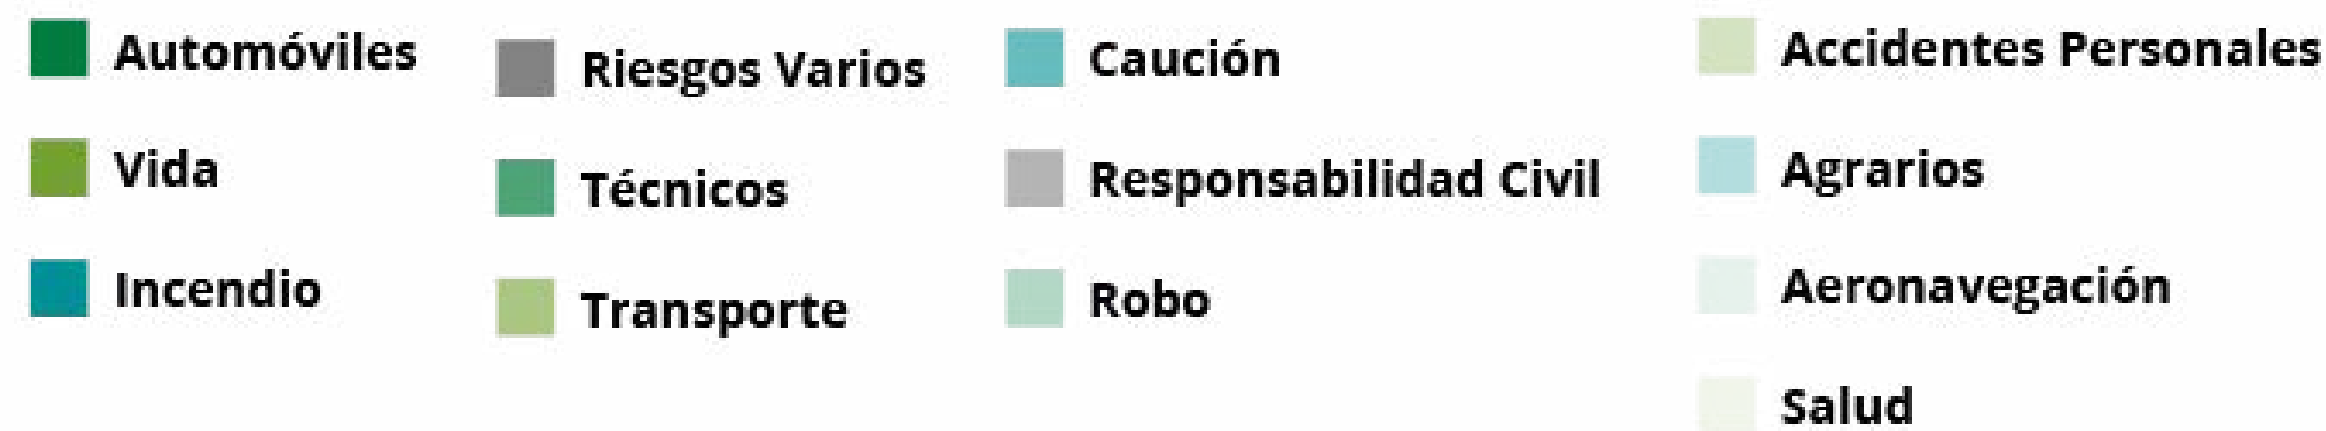 Automóviles
Vida
Incendio
Riesgos Varios
Técnicos
Transporte
Caución
Responsabilidad Civil
Robo
Accidentes Personales
Agrarios
Aeronavegación
Salud